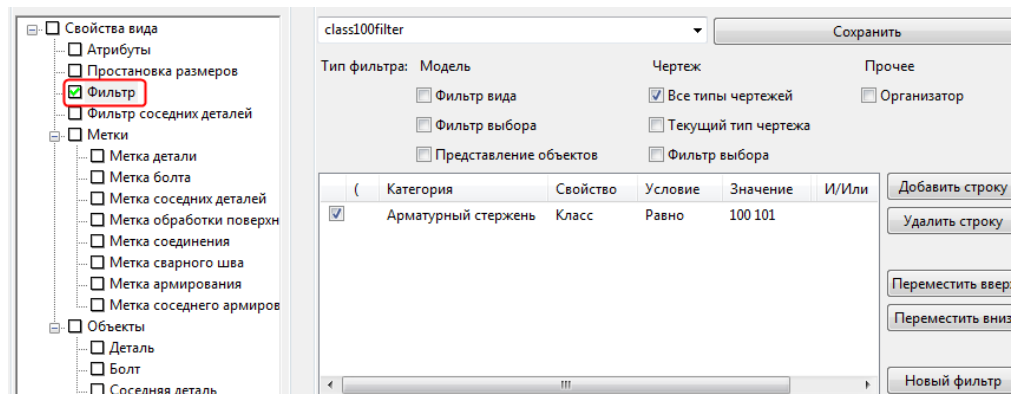 Свойства вида
Атрибуты
Простановка размеров
Фильтр
Фильтр соседних деталей
Метки
Метка детали
Метка болта
Метка соседних деталей
Метка обработки поверхн
Метка соединения
Метка сварного шва
Метка армирования
Метка соседнего армиров
Объекты
Деталь
Болт
Соседняя деталь
class100filter
Сохранить
Тип фильтра: Модель Чертеж Прочее
Фильтр вида Все типы чертежей Организатор
Фильтр выбора Текущий тип чертежа
Представление объектов Фильтр выбора
( Категория Свойство Условие Значение И/Или
Арматурный стержень Класс Равно 100 101
Добавить строку
Удалить строку
Переместить вверх
Переместить вниз
Новый фильтр